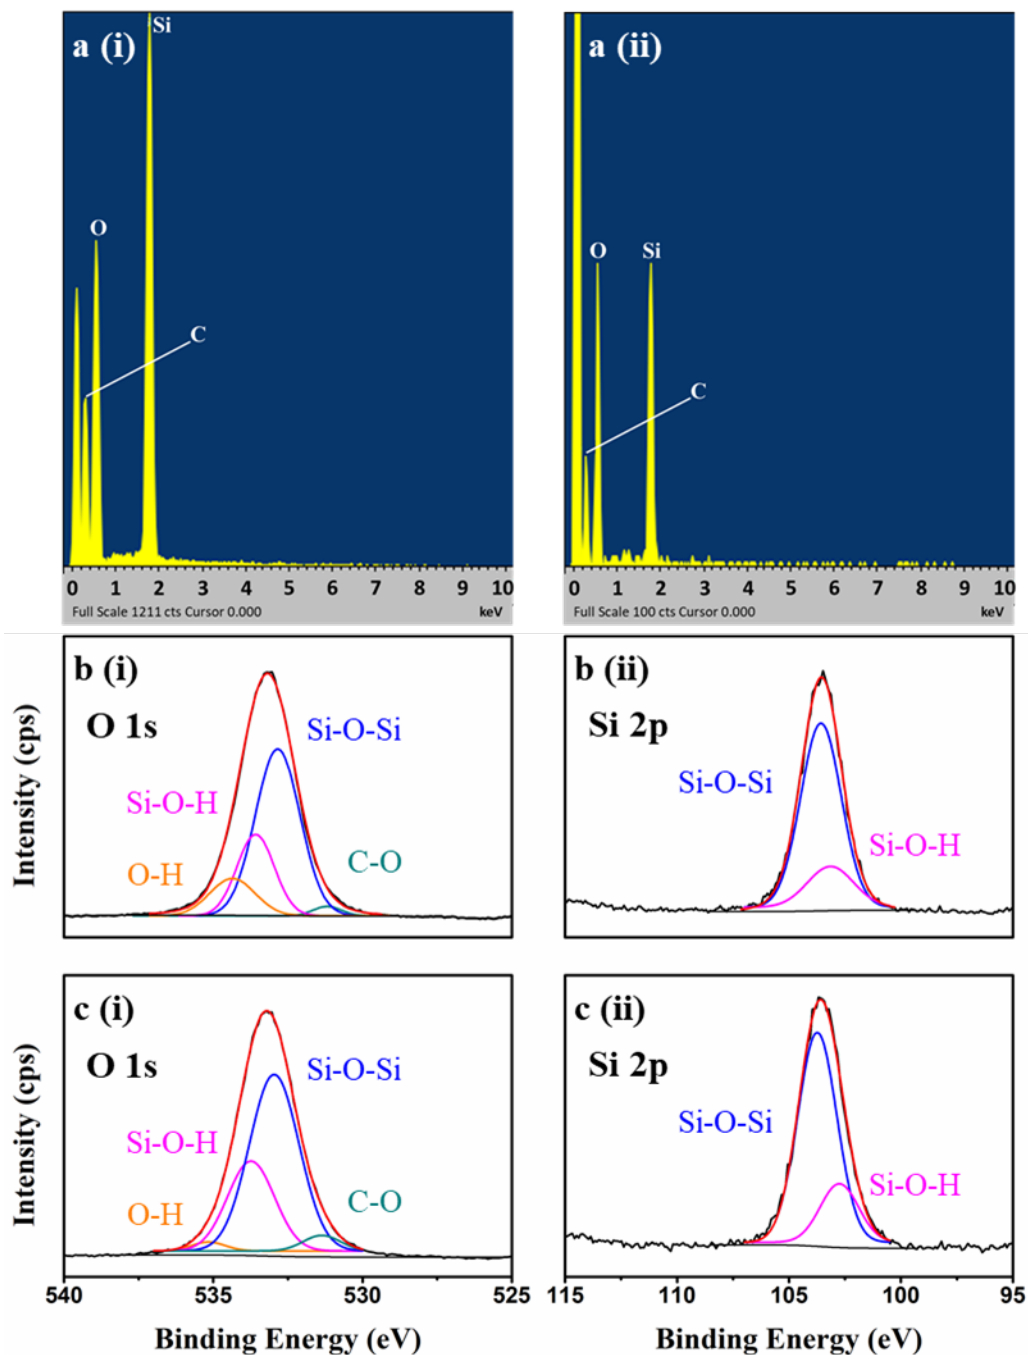 a (i)
Si
O
C
0 1 2 3 4 5 6 7 8 9 10
Full Scale 1211 cts Cursor 0.000 keV
a (ii)
O
Si
C
0 1 2 3 4 5 6 7 8 9 10
Full Scale 100 cts Cursor 0.000 keV
b (i)
O 1s
Si-O-Si
Si-O-H
O-H
C-O
Intensity (cps)
b (ii)
Si 2p
Si-O-Si
Si-O-H
c (i)
O 1s
Si-O-Si
Si-O-H
O-H
C-O
Intensity (cps)
540 535 530 525
Binding Energy (eV)
c (ii)
Si 2p
Si-O-Si
Si-O-H
115 110 105 100 95
Binding Energy (eV)